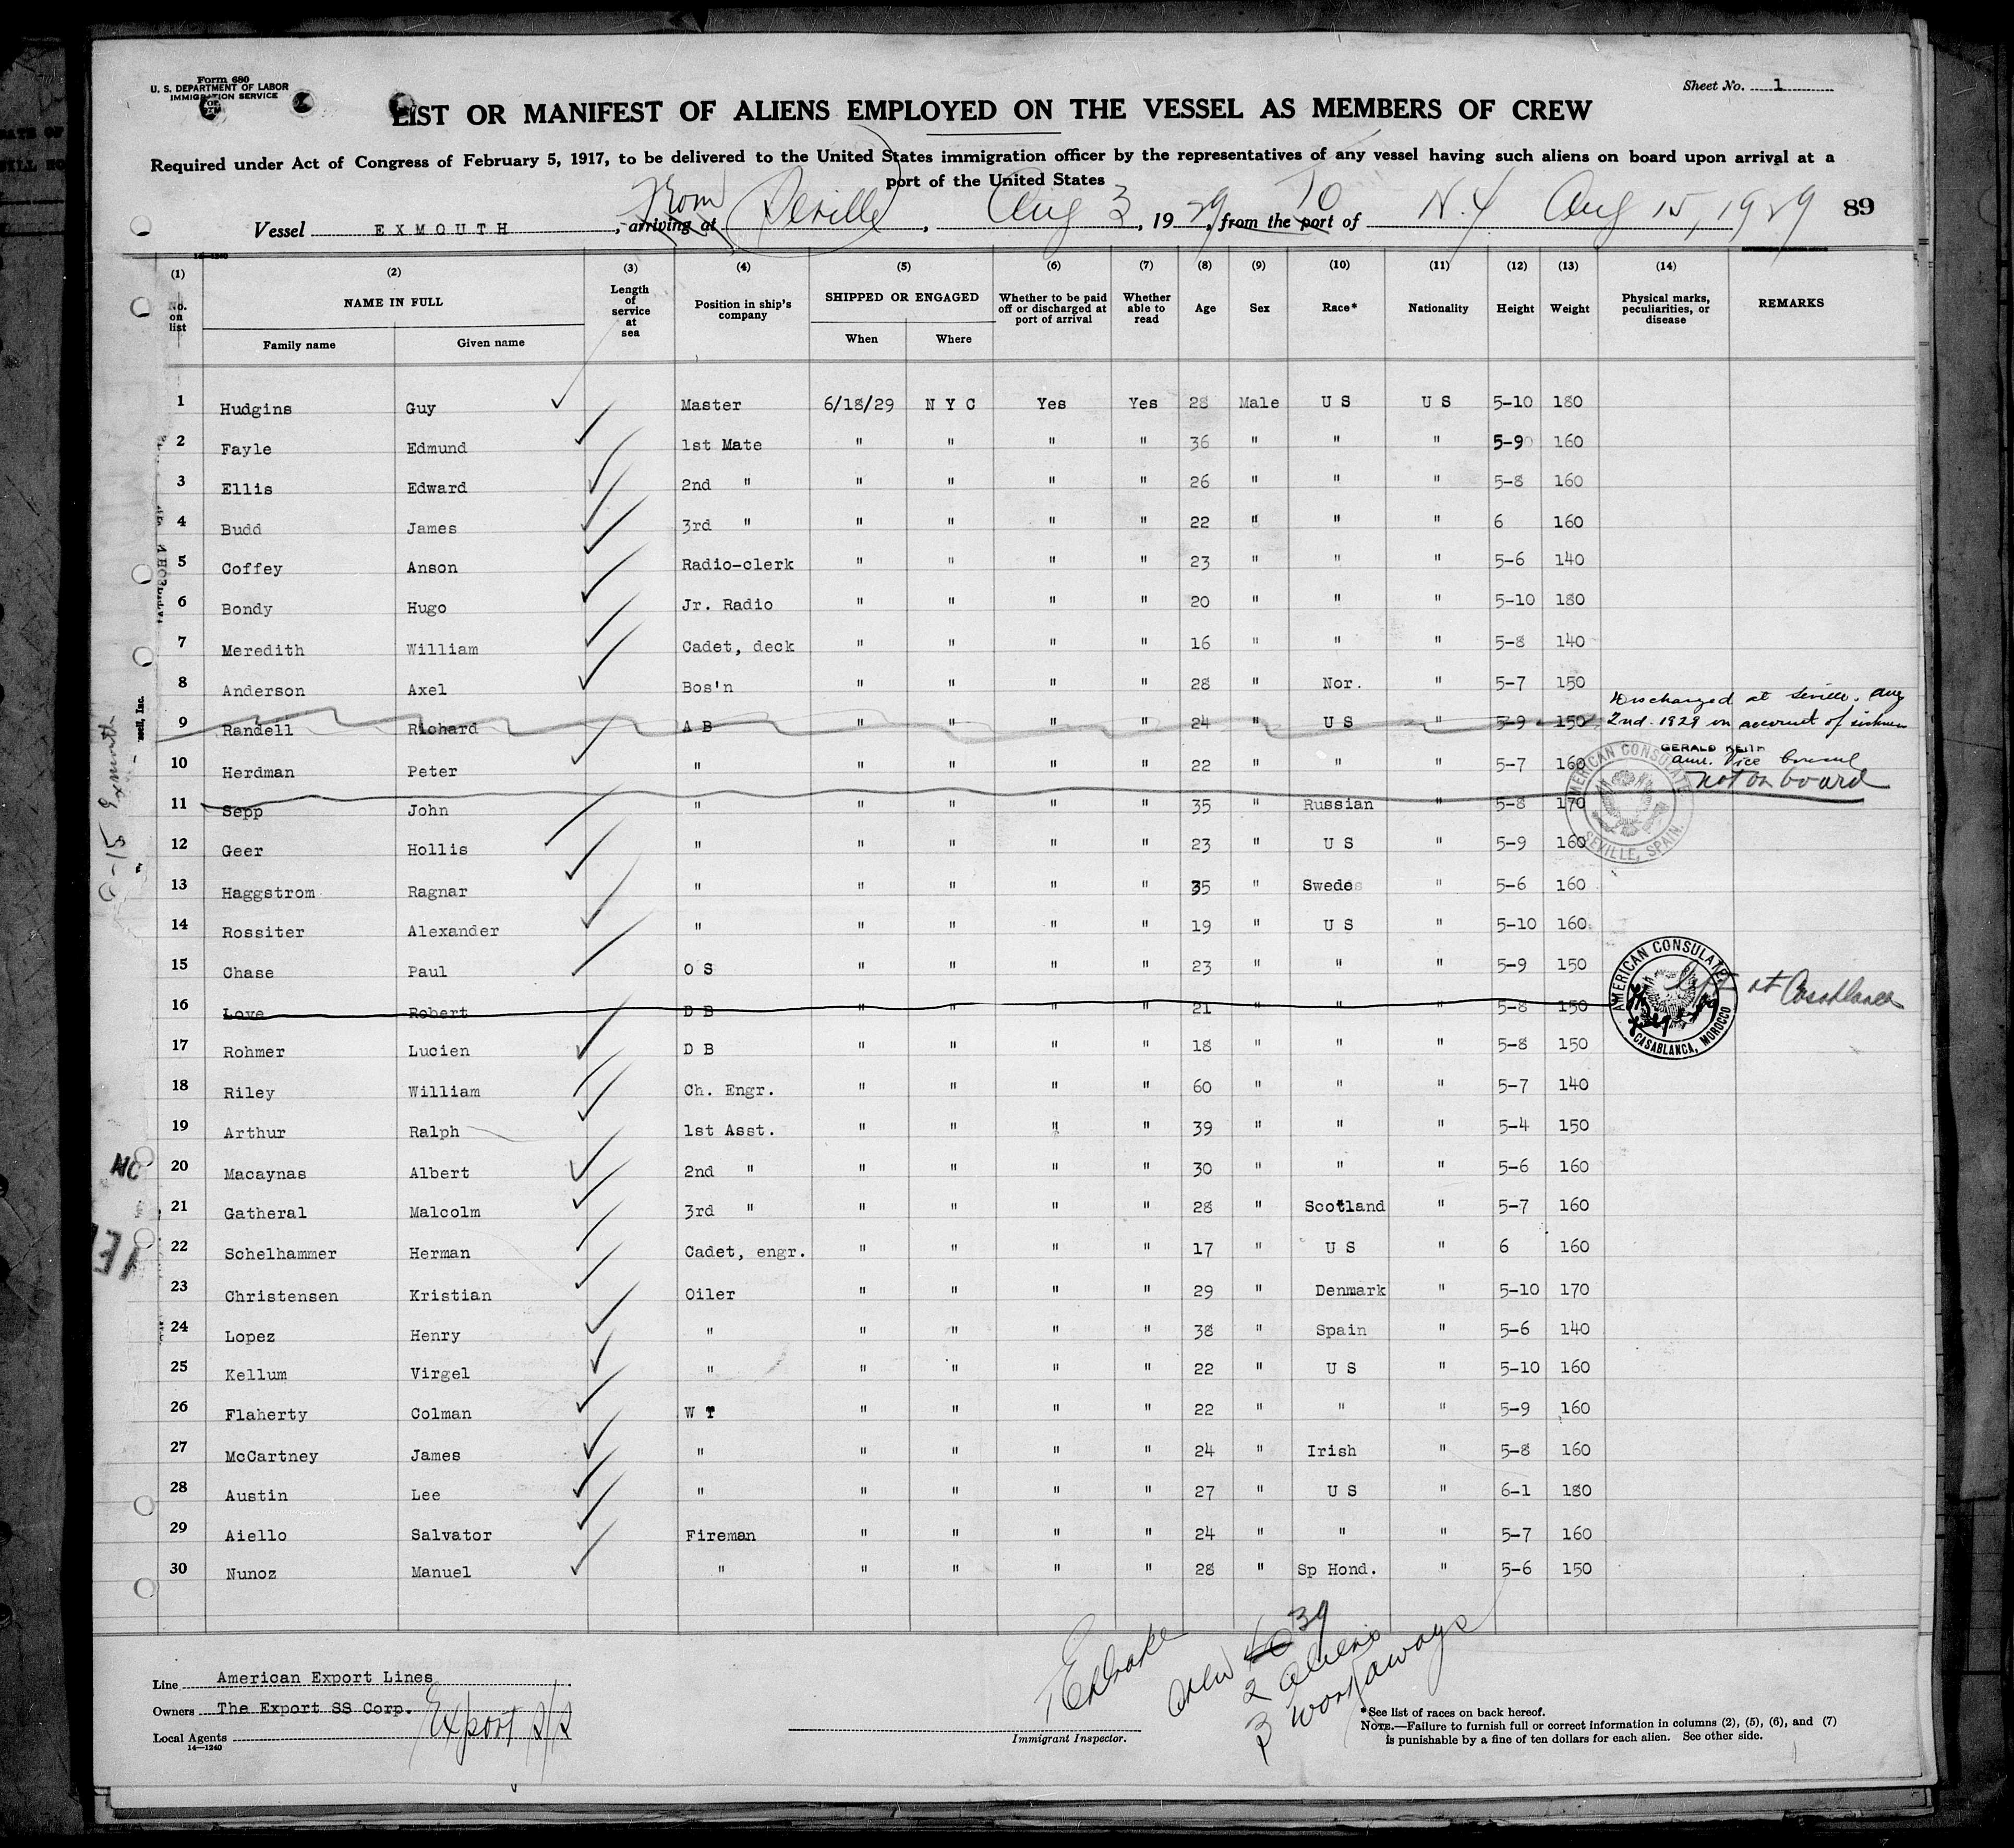 Form 680
U. S. DEPARTMENT OF LABOR
IMMIGRATION SERVICE
Sheet No. 1
LIST OR MANIFEST OF ALIENS EMPLOYED ON THE VESSEL AS MEMBERS OF CREW
Required under Act of Congress of February 5, 1917, to be delivered to the United States immigration officer by the representatives of any vessel having such aliens on board upon arrival at a
port of the United States
From To
Vessel EXMOUTH, arriving at Seville, Aug 3, 1929, from the port of N.Y Aug 15, 1929 89
(1) (2) (3) (4) (5) (6) (7) (8) (9) (10) (11) (12) (13) (14)
No. on list NAME IN FULL Length of service at sea Position in ship's company SHIPPED OR ENGAGED Whether to be paid off or discharged at port of arrival Whether able to read Age Sex Race* Nationality Height Weight Physical marks, peculiarities, or disease REMARKS
Family name Given name When Where
1 Hudgins Guy Master 6/18/29 N Y C Yes Yes 28 Male U S U S 5-10 180
2 Fayle Edmund 1st Mate " " " " 36 " " " 5-9 160
3 Ellis Edward 2nd " " " " " 26 " " " 5-8 160
4 Budd James 3rd " " " " " 22 " " " 6 160
5 Coffey Anson Radio-clerk " " " " 23 " " " 5-6 140
6 Bondy Hugo Jr. Radio " " " " 20 " " " 5-10 180
7 Meredith William Cadet, deck " " " " 16 " " " 5-8 140
8 Anderson Axel Bos'n " " " " 28 " Nor. " 5-7 150
9 Randell Richard A B " " " " 24 " U S " 5-9 150 Discharged at Seville, Aug
2nd. 1929 on account of sickness
GERALD KEITH
Am. Vice Consul
10 Herdman Peter " " " " " 22 " " " 5-7 160
not on board
11 Sepp John " " " " " 35 " Russian " 5-8 170
AMERICAN CONSULATE
SEVILLE, SPAIN.
12 Geer Hollis " " " " " 23 " U S " 5-9 160
13 Haggstrom Ragnar " " " " " 35 " Swede " 5-6 160
14 Rossiter Alexander " " " " " 19 " U S " 5-10 160
15 Chase Paul O S " " " " 23 " " " 5-9 150
16 Love Robert D B " " " " 21 " " " 5-8 150 left at Casablanca
AMERICAN CONSULATE
CASABLANCA, MOROCCO
17 Rohmer Lucien D B " " " " 18 " " " 5-8 150
18 Riley William Ch. Engr. " " " " 60 " " " 5-7 140
19 Arthur Ralph 1st Asst. " " " " 39 " " " 5-4 150
20 Macaynas Albert 2nd " " " " " 30 " " " 5-6 160
21 Gatheral Malcolm 3rd " " " " " 28 " Scotland " 5-7 160
22 Schelhammer Herman Cadet, engr. " " " " 17 " U S " 6 160
23 Christensen Kristian Oiler " " " " 29 " Denmark " 5-10 170
24 Lopez Henry " " " " " 38 " Spain " 5-6 140
25 Kellum Virgel " " " " " 22 " U S " 5-10 160
26 Flaherty Colman W T " " " " 22 " " " 5-9 160
27 McCartney James " " " " " 24 " Irish " 5-8 160
28 Austin Lee " " " " " 27 " U S " 6-1 180
29 Aiello Salvator Fireman " " " " 24 " " " 5-7 160
30 Nunoz Manuel " " " " " 28 " Sp Hond. " 5-6 150
Crew 40 39
2 aliens
3 workaways
Line American Export Lines
Owners The Export SS Corp.
Local Agents Export S/S
14—1240
Immigrant Inspector.
*See list of races on back hereof.
NOTE.—Failure to furnish full or correct information in columns (2), (5), (6), and (7)
is punishable by a fine of ten dollars for each alien. See other side.